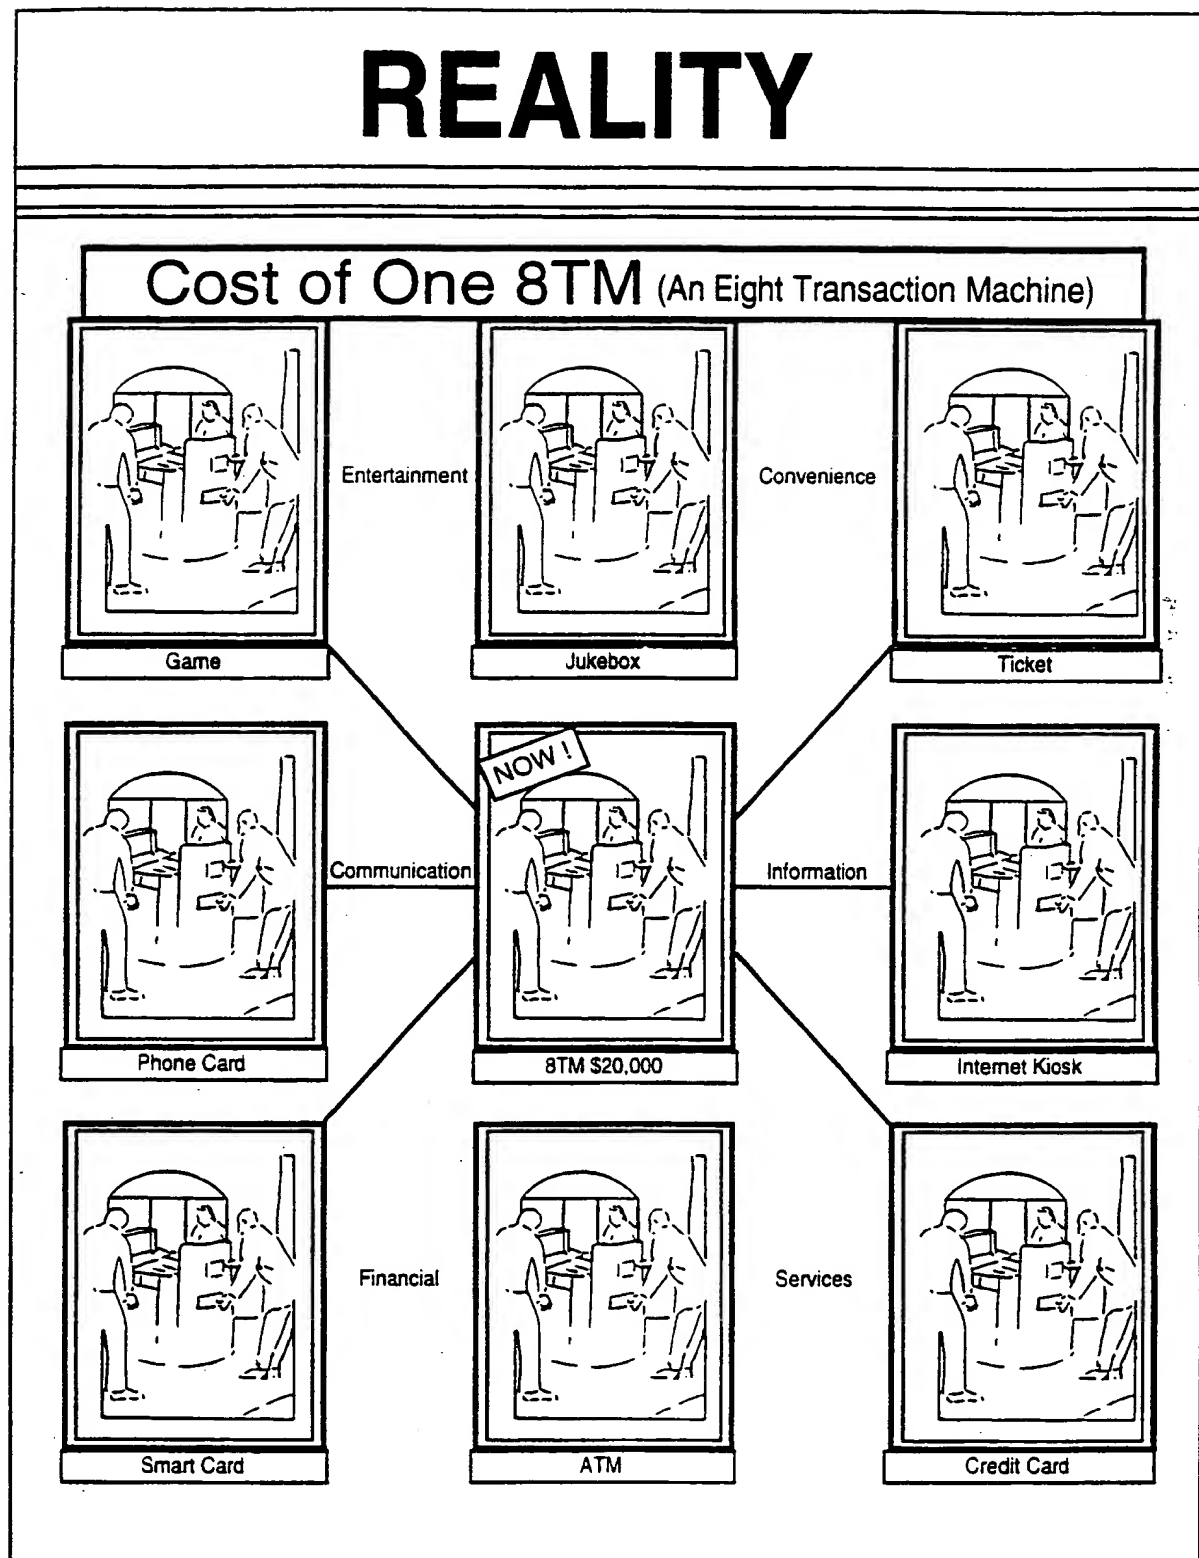 REALITY
Cost of One 8TM (An Eight Transaction Machine)
Entertainment
Convenience
Game
Jukebox
Ticket
NOW !
Communication
Information
Phone Card
8TM $20,000
Internet Kiosk
Financial
Services
Smart Card
ATM
Credit Card